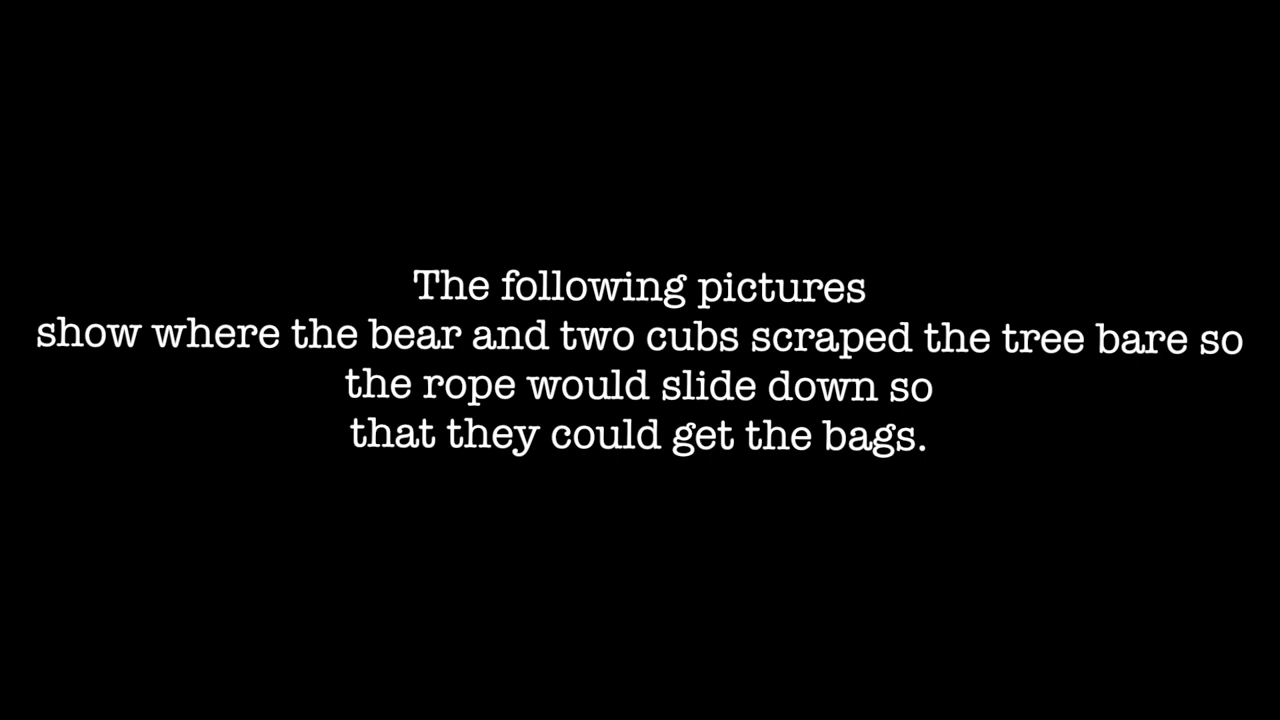 The following pictures
show where the bear and two cubs scraped the tree bare so
the rope would slide down so
that they could get the bags.